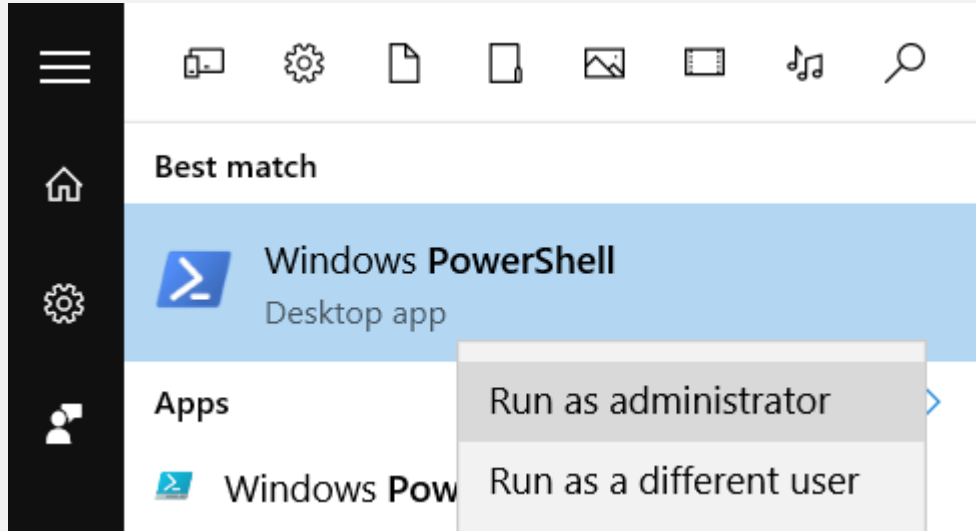 Best match
Windows PowerShell
Desktop app
Apps
Run as administrator
Windows Pow
Run as a different user